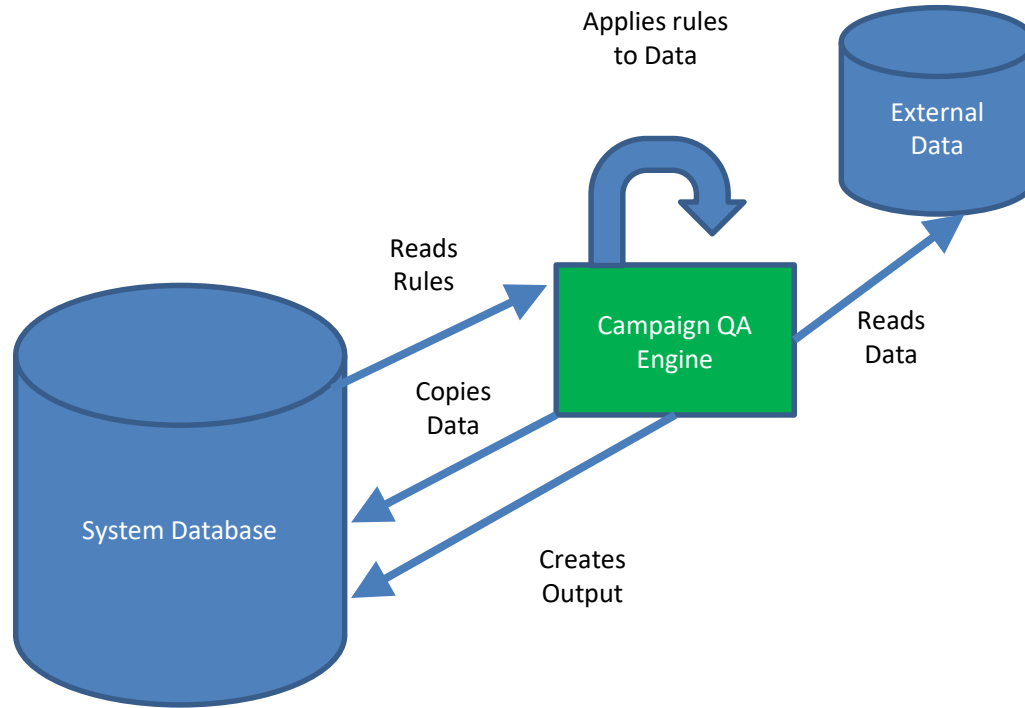 Applies rules
to Data
External
Data
Reads
Rules
Campaign QA
Engine
Reads
Data
Copies
Data
System Database
Creates
Output